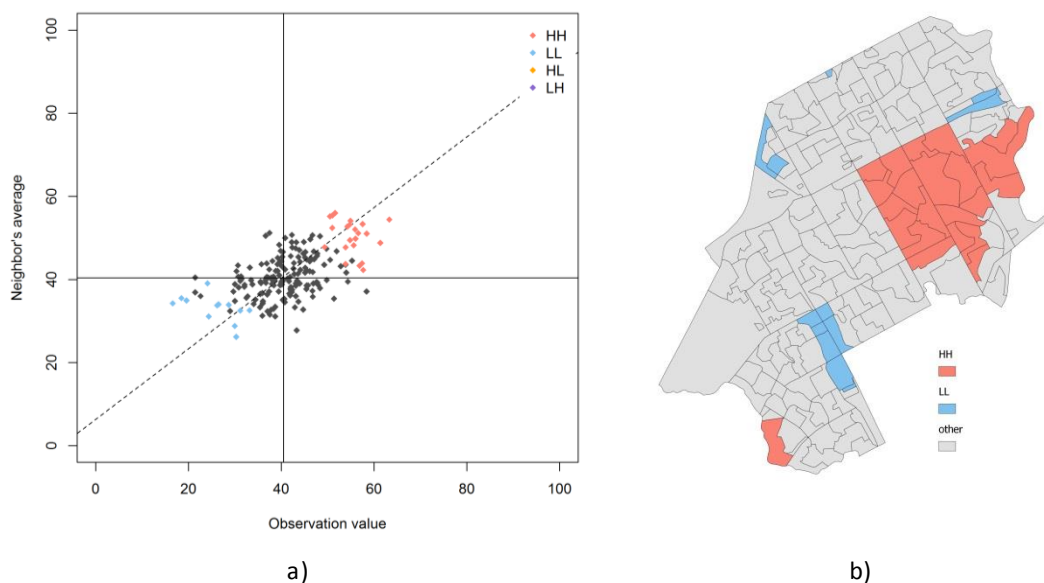 100
80
60
40
20
0
Neighbor's average
HH
LL
HL
LH
0 20 40 60 80 100
Observation value
a)
HH
LL
other
b)